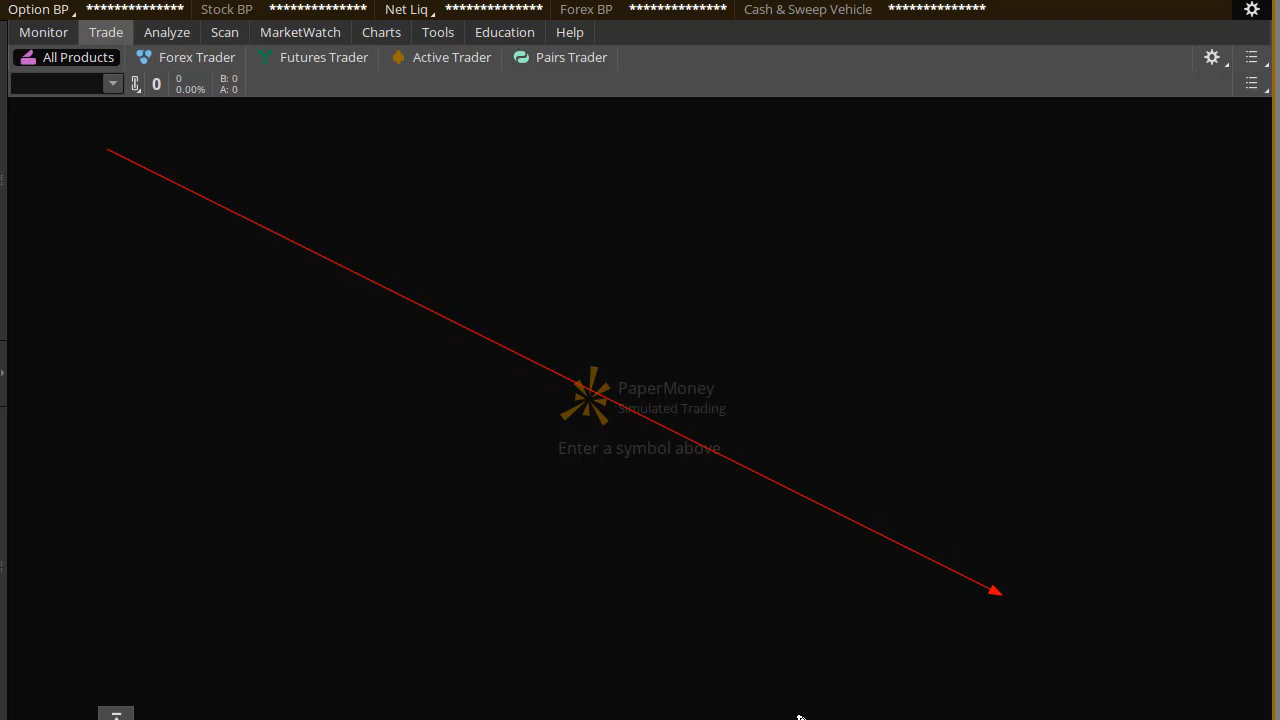 Option BP ************** Stock BP ************** Net Liq ************** Forex BP ************** Cash & Sweep Vehicle **************
Monitor Trade Analyze Scan MarketWatch Charts Tools Education Help
All Products Forex Trader Futures Trader Active Trader Pairs Trader
0 0 B: 0
0.00% A: 0
PaperMoney
Simulated Trading
Enter a symbol above